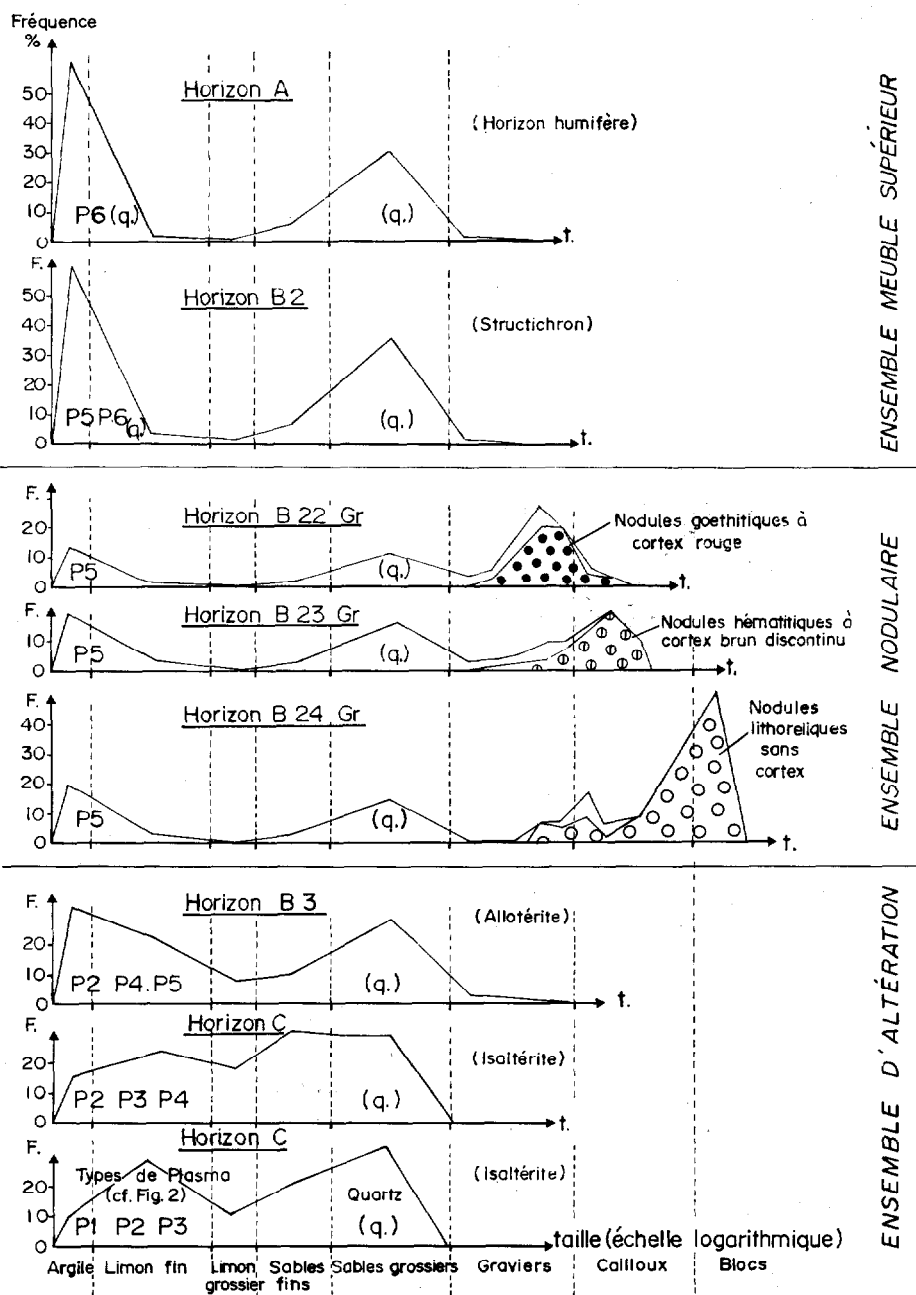 Fréquence
%
50
40
30
20
10
0
Horizon A
(Horizon humifère)
P6 (q.)
(q.)
t.
F.
50
40
30
20
10
0
Horizon B2
(Structichron)
P5 P6 (q.)
(q.)
t.
ENSEMBLE MEUBLE SUPÉRIEUR
F.
20
10
0
Horizon B 22 Gr
P5
(q.)
Nodules goethitiques à
cortex rouge
t.
F.
10
0
Horizon B 23 Gr
P5
(q.)
Nodules hématitiques à
cortex brun discontinu
t.
F.
40
30
20
10
0
Horizon B 24 Gr
P5
(q.)
Nodules
lithoreliques
sans
cortex
t.
ENSEMBLE NODULAIRE
F.
20
10
0
Horizon B 3
(Allotérite)
P2 P4.P5
(q.)
t.
F.
20
10
0
Horizon C
(Isaltérite)
P2 P3 P4
(q.)
t.
F.
20
10
0
Horizon C
(Isaltérite)
Types de Plasma
(cf. Fig. 2)
P1 P2 P3
Quartz
(q.)
taille (échelle logarithmique)
ENSEMBLE D'ALTÉRATION
Argile
Limon fin
Limon grossier
Sables fins
Sables grossiers
Graviers
Cailloux
Blocs